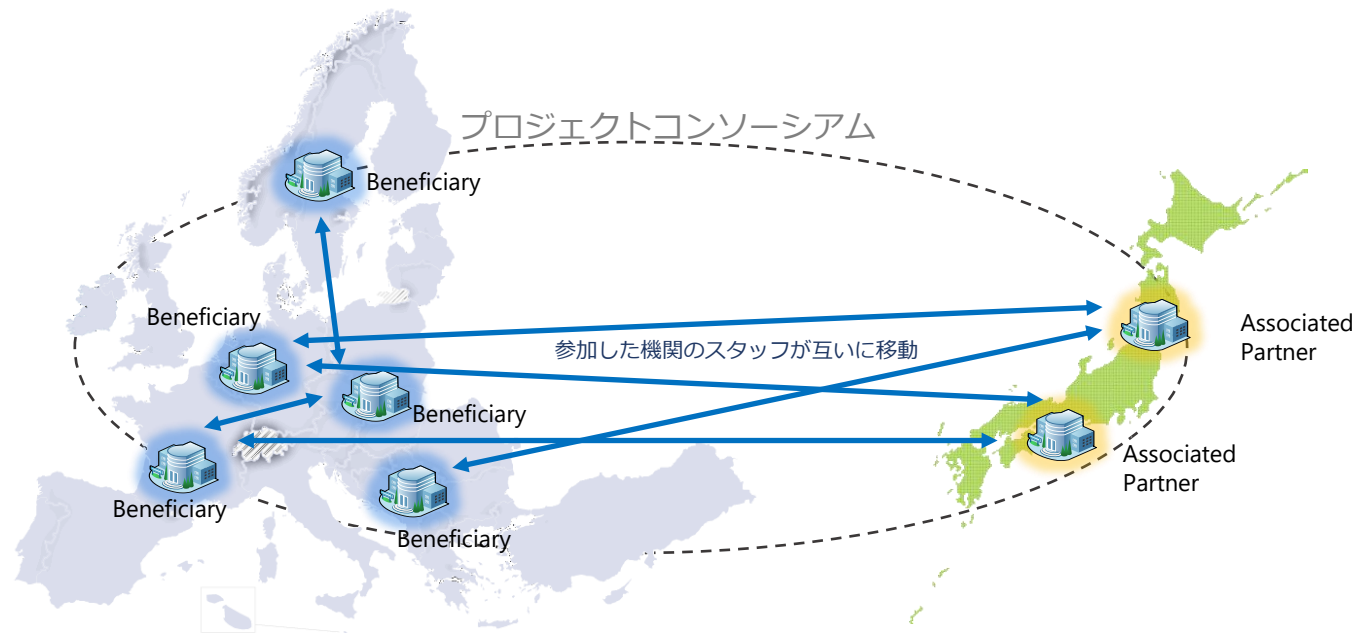 プロジェクトコンソーシアム
Beneficiary
Beneficiary
参加した機関のスタッフが互いに移動
Associated
Partner
Beneficiary
Associated
Partner
Beneficiary
Beneficiary